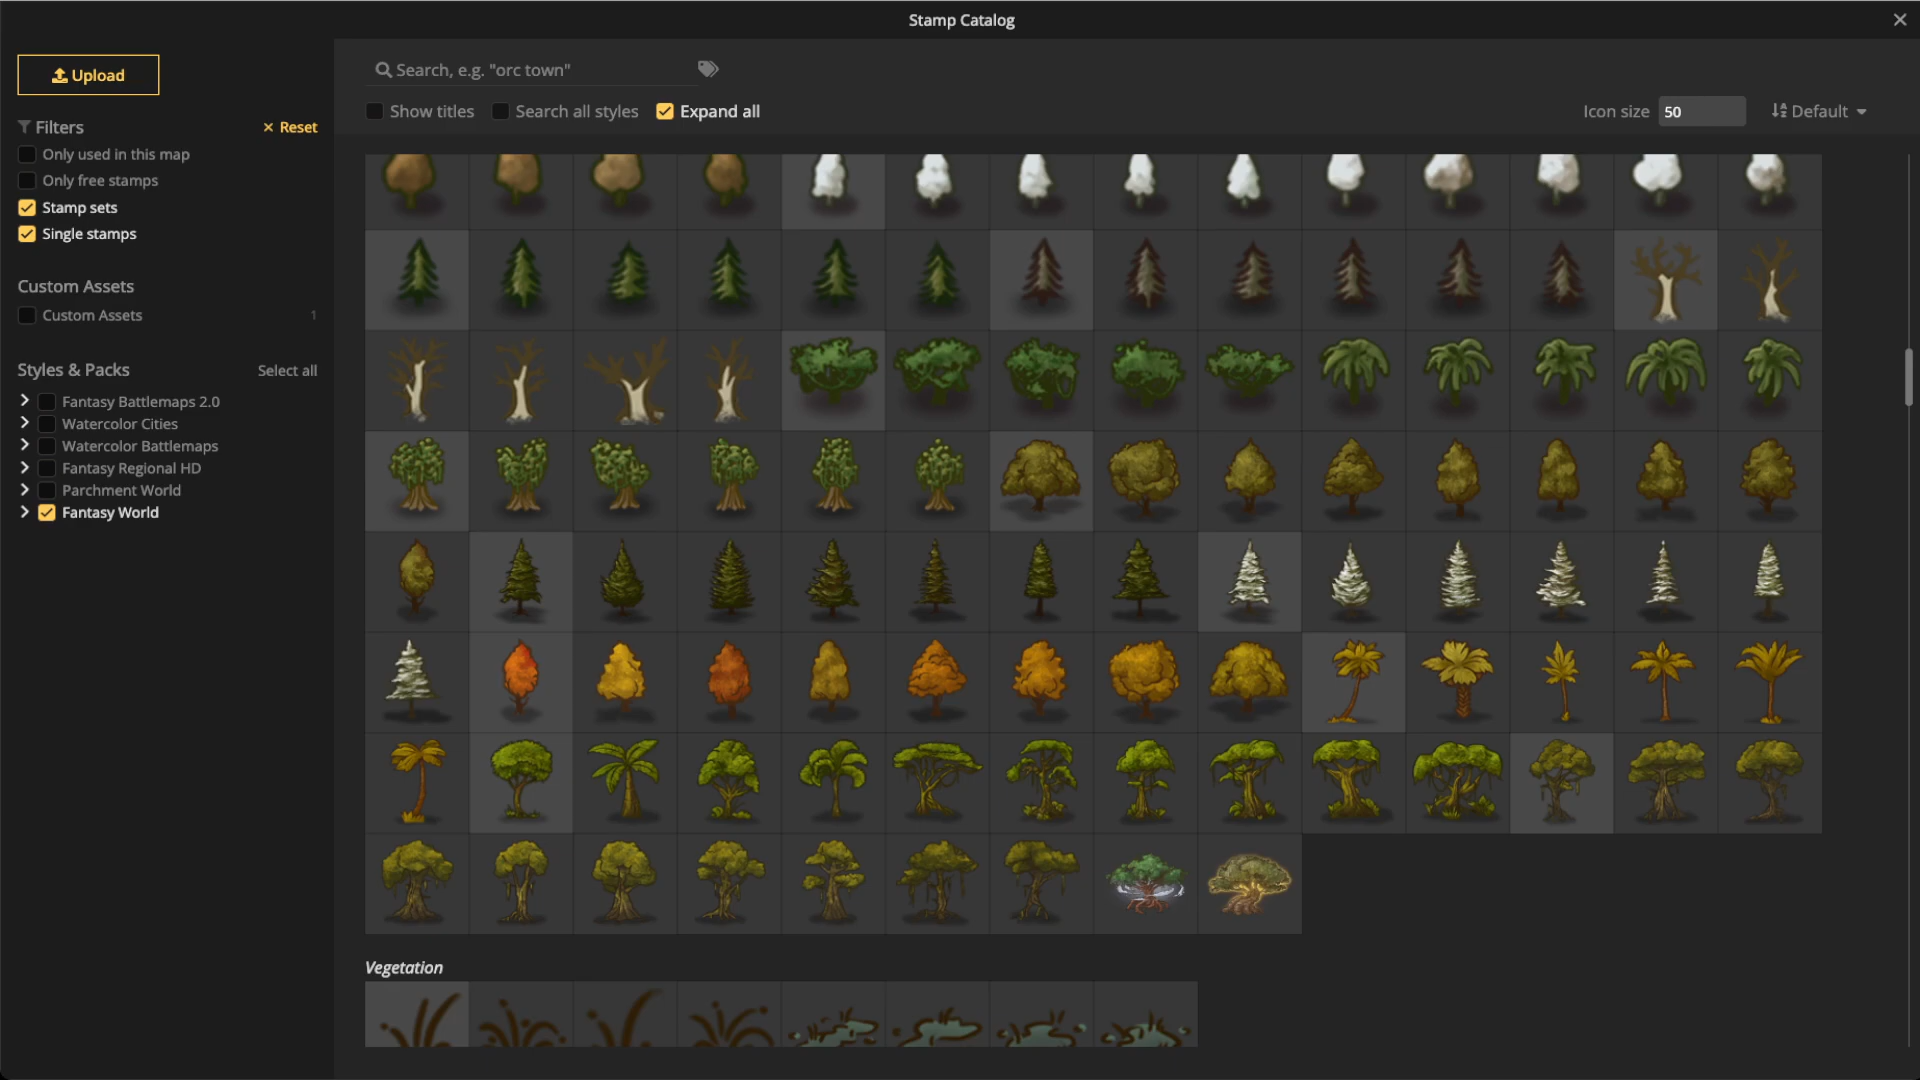 Stamp Catalog
Upload
Search, e.g. "orc town"
Show titles
Search all styles
Expand all
Icon size
50
Default
Filters
Reset
Only used in this map
Only free stamps
Stamp sets
Single stamps
Custom Assets
Custom Assets
1
Styles & Packs
Select all
Fantasy Battlemaps 2.0
Watercolor Cities
Watercolor Battlemaps
Fantasy Regional HD
Parchment World
Fantasy World
Vegetation